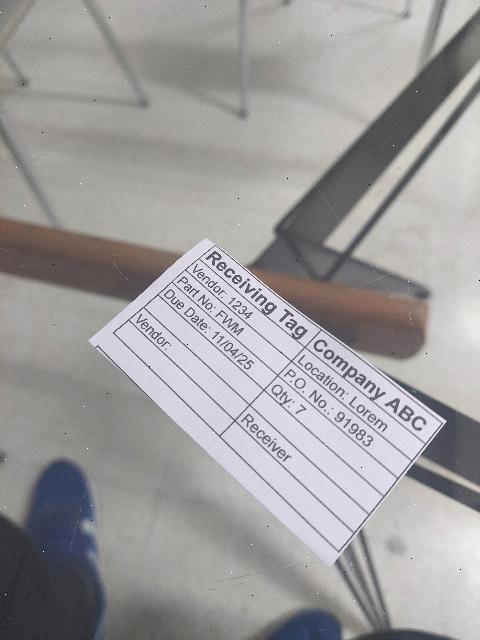 Receiving Tag Company ABC
Vendor: 1234 Location: Lorem
Part No: FWM P.O. No.: 91983
Due Date: 11/04/25 Qty: 7
Vendor: Receiver